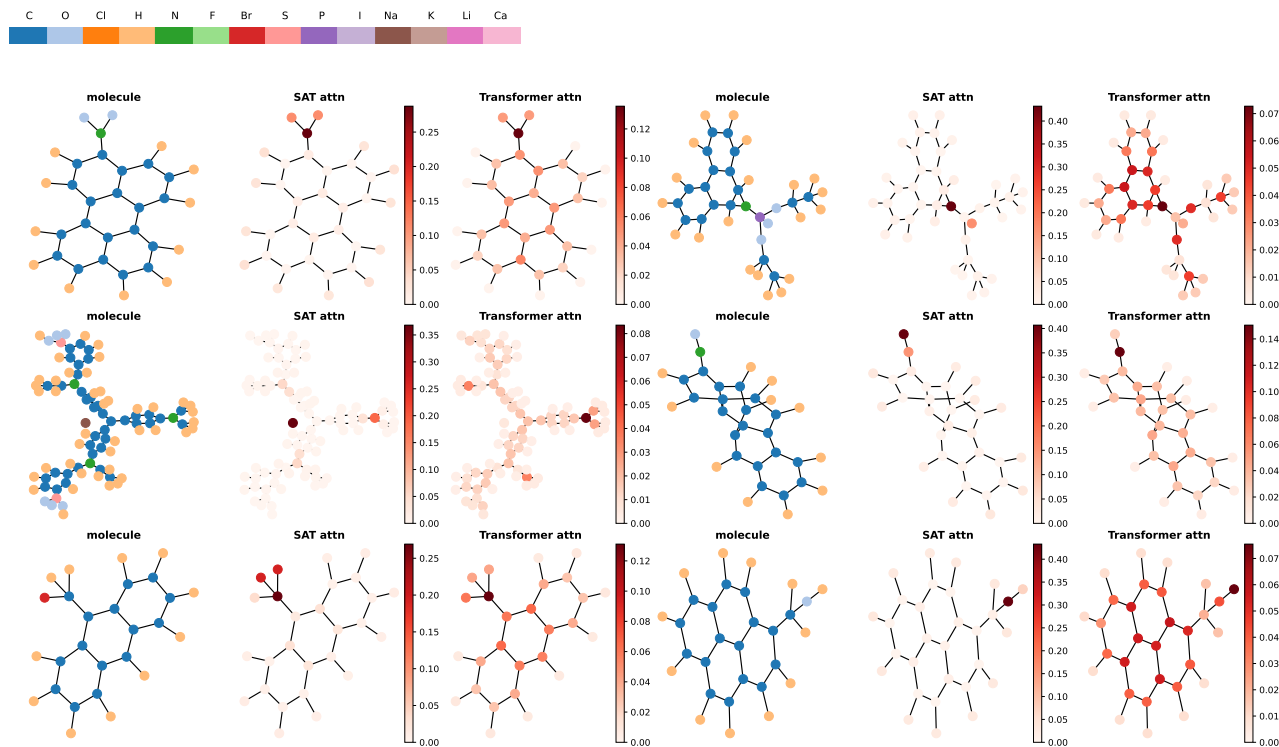 C O Cl H N F Br S P I Na K Li Ca
molecule SAT attn Transformer attn molecule SAT attn Transformer attn
0.25 0.20 0.15 0.10 0.05 0.00
0.12 0.10 0.08 0.06 0.04 0.02 0.00
0.40 0.35 0.30 0.25 0.20 0.15 0.10 0.05 0.00
0.07 0.06 0.05 0.04 0.03 0.02 0.01 0.00
molecule SAT attn Transformer attn molecule SAT attn Transformer attn
0.35 0.30 0.25 0.20 0.15 0.10 0.05 0.00
0.08 0.07 0.06 0.05 0.04 0.03 0.02 0.01 0.00
0.40 0.35 0.30 0.25 0.20 0.15 0.10 0.05 0.00
0.14 0.12 0.10 0.08 0.06 0.04 0.02 0.00
molecule SAT attn Transformer attn molecule SAT attn Transformer attn
0.25 0.20 0.15 0.10 0.05 0.00
0.12 0.10 0.08 0.06 0.04 0.02 0.00
0.40 0.35 0.30 0.25 0.20 0.15 0.10 0.05 0.00
0.07 0.06 0.05 0.04 0.03 0.02 0.01 0.00